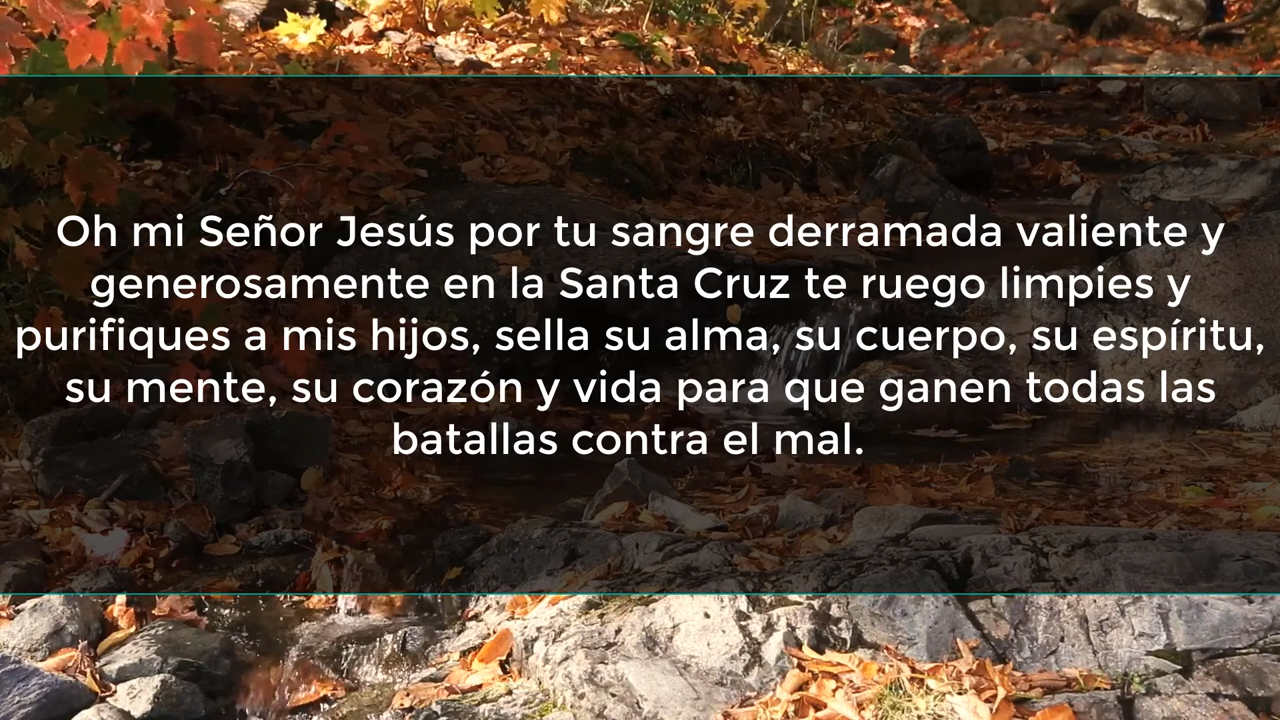 Oh mi Señor Jesús por tu sangre derramada valiente y
generosamente en la Santa Cruz te ruego limpies y
purifiques a mis hijos, sella su alma, su cuerpo, su espíritu,
su mente, su corazón y vida para que ganen todas las
batallas contra el mal.